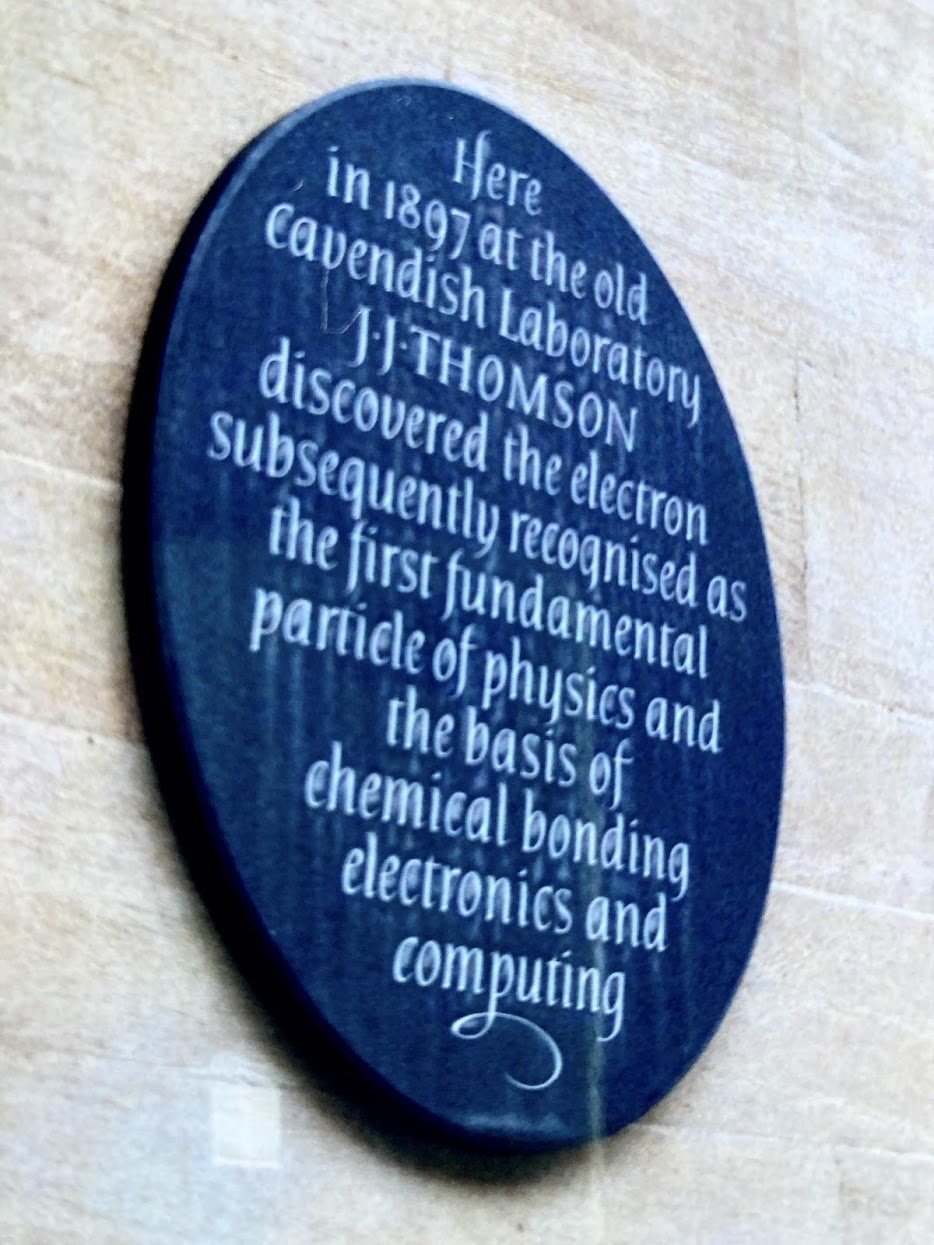 Here
in 1897 at the old
Cavendish Laboratory
J·J·THOMSON
discovered the electron
subsequently recognised as
the first fundamental
particle of physics and
the basis of
chemical bonding
electronics and
computing